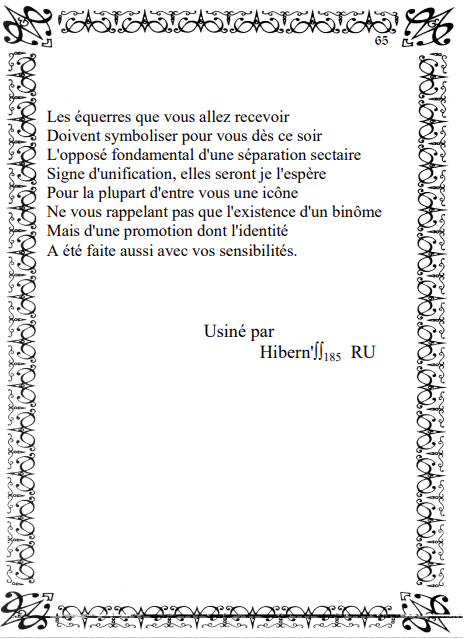 65
Les équerres que vous allez recevoir
Doivent symboliser pour vous dès ce soir
L'opposé fondamental d'une séparation sectaire
Signe d'unification, elles seront je l'espère
Pour la plupart d'entre vous une icône
Ne vous rappelant pas que l'existence d'un binôme
Mais d'une promotion dont l'identité
A été faite aussi avec vos sensibilités.
Usiné par
Hibern'∫∫₁₈₅ RU